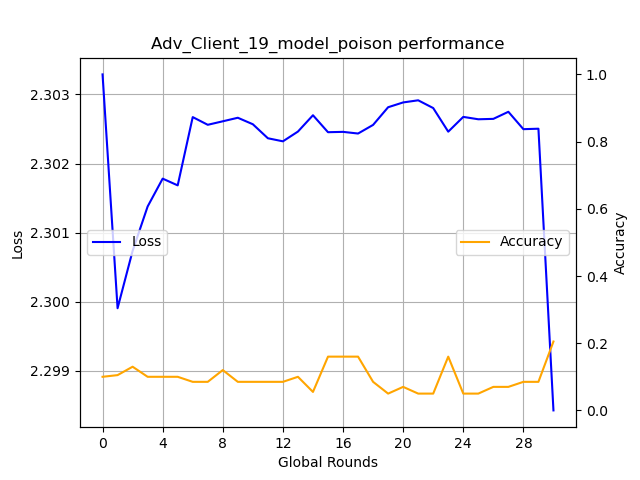 Adv_Client_19_model_poison performance
2.303
2.302
2.301
2.300
2.299
Loss
Loss
Accuracy
1.0
0.8
0.6
0.4
0.2
0.0
Accuracy
0 4 8 12 16 20 24 28
Global Rounds